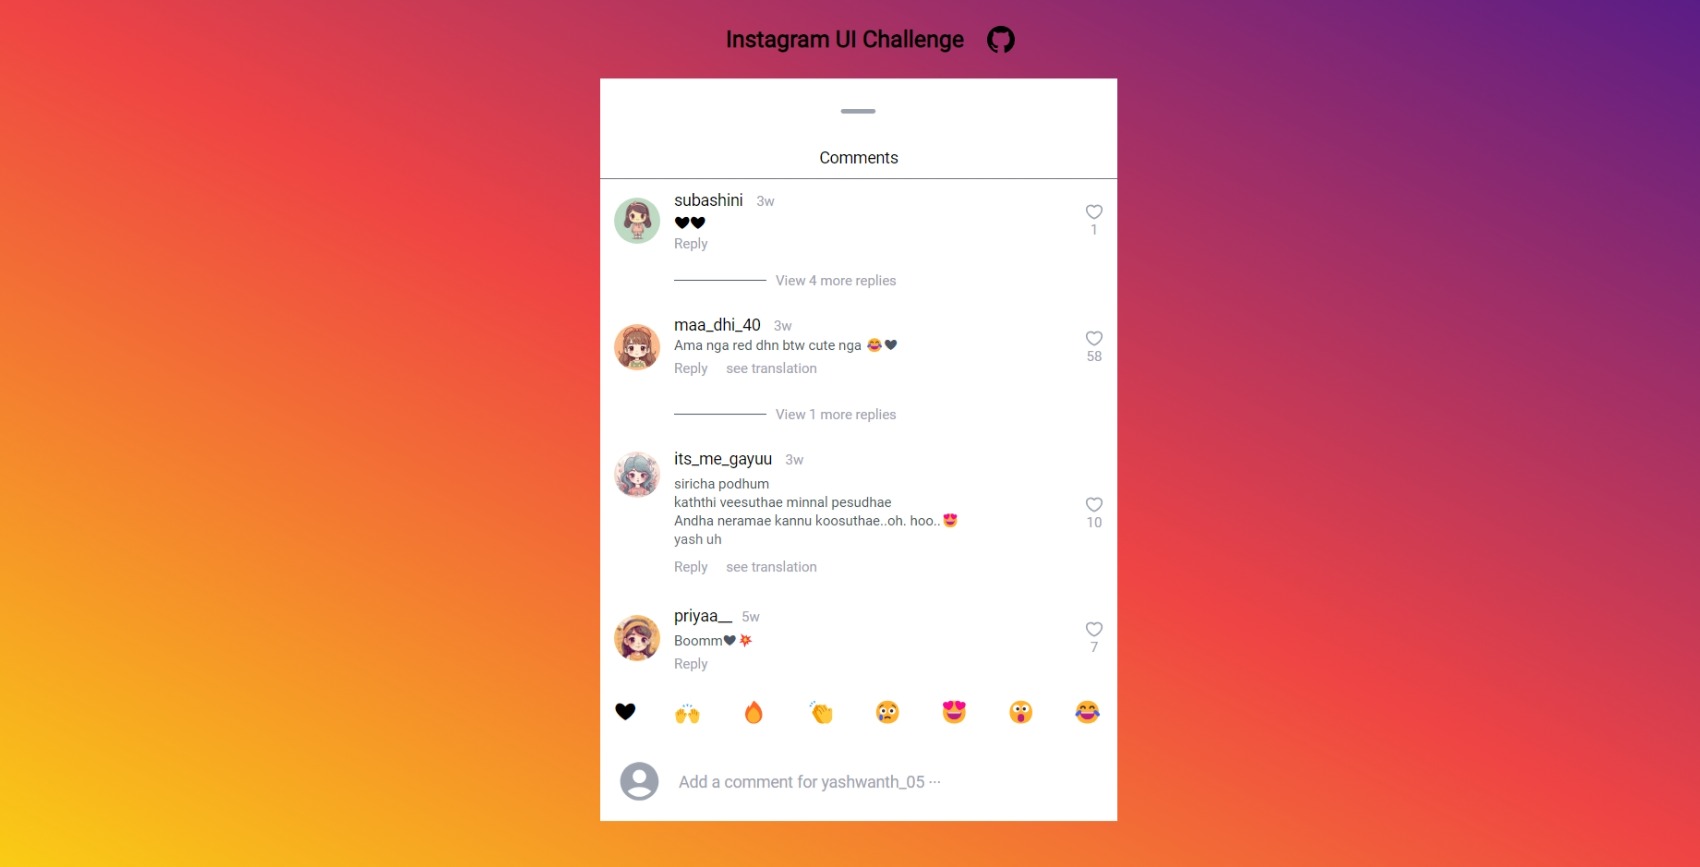 Instagram UI Challenge
Comments
subashini 3w
🖤🖤
Reply
1
View 4 more replies
maa_dhi_40 3w
Ama nga red dhn btw cute nga 😂🖤
Reply see translation
58
View 1 more replies
its_me_gayuu 3w
siricha podhum
kaththi veesuthae minnal pesudhae
Andha neramae kannu koosuthae..oh. hoo..😍
yash uh
Reply see translation
10
priyaa__ 5w
Boomm🖤💥
Reply
7
🖤 🙌 🔥 👏 😢 😍 😮 😂
Add a comment for yashwanth_05 ...